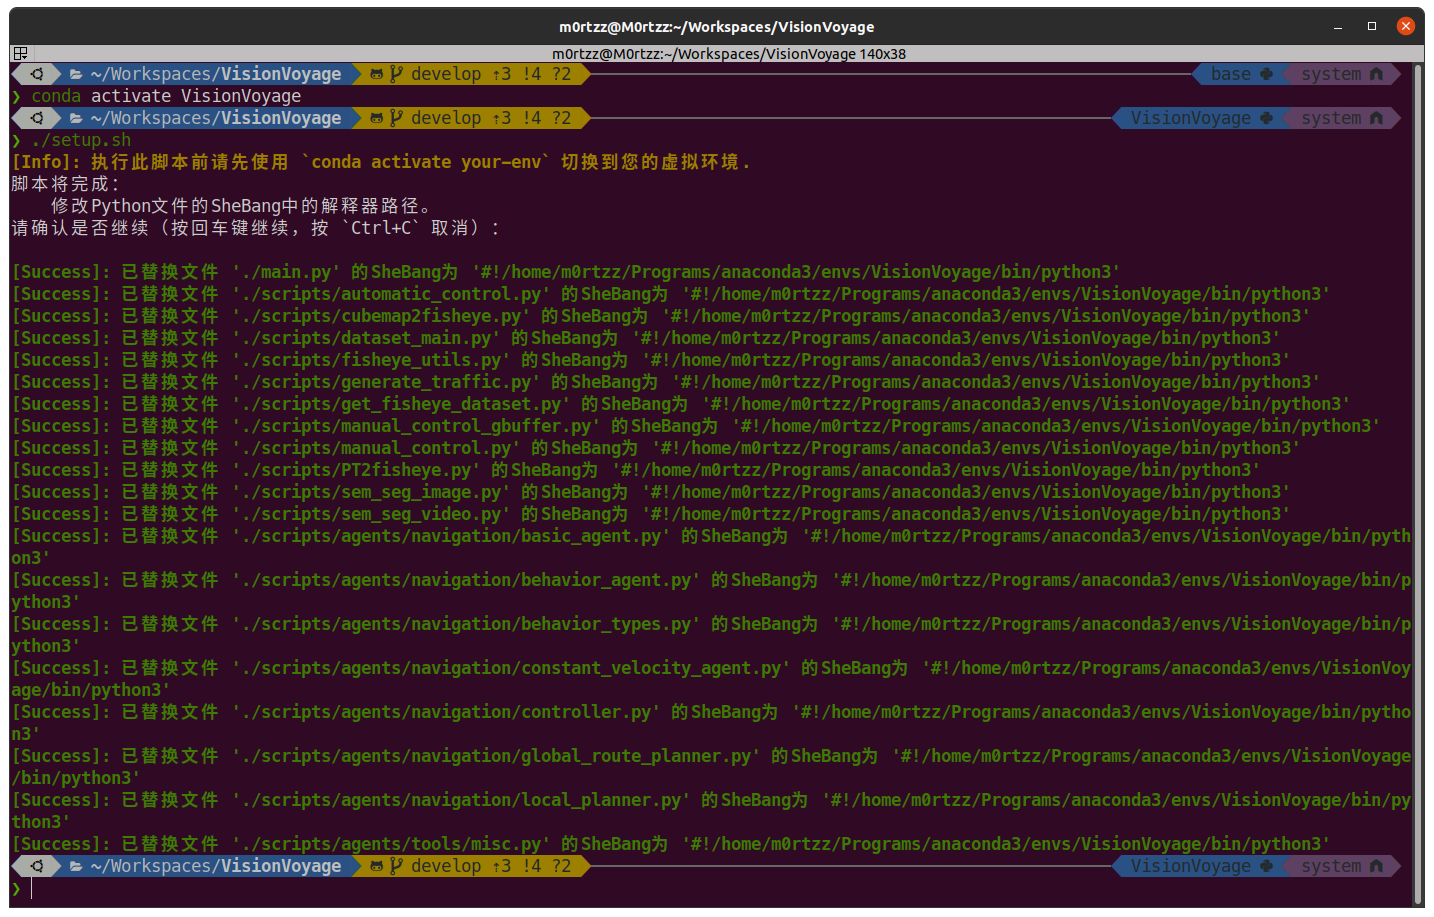 m0rtzz@M0rtzz:~/Workspaces/VisionVoyage
m0rtzz@M0rtzz:~/Workspaces/VisionVoyage 140x38
~/Workspaces/VisionVoyage develop ↑3 !4 ?2 base system
❯ conda activate VisionVoyage
~/Workspaces/VisionVoyage develop ↑3 !4 ?2 VisionVoyage system
❯ ./setup.sh
[Info]: 执行此脚本前请先使用 `conda activate your-env` 切换到您的虚拟环境.
脚本将完成:
修改Python文件的SheBang中的解释器路径。
请确认是否继续（按回车键继续，按 `Ctrl+C` 取消）:
[Success]: 已替换文件 './main.py' 的SheBang为 '#!/home/m0rtzz/Programs/anaconda3/envs/VisionVoyage/bin/python3'
[Success]: 已替换文件 './scripts/automatic_control.py' 的SheBang为 '#!/home/m0rtzz/Programs/anaconda3/envs/VisionVoyage/bin/python3'
[Success]: 已替换文件 './scripts/cubemap2fisheye.py' 的SheBang为 '#!/home/m0rtzz/Programs/anaconda3/envs/VisionVoyage/bin/python3'
[Success]: 已替换文件 './scripts/dataset_main.py' 的SheBang为 '#!/home/m0rtzz/Programs/anaconda3/envs/VisionVoyage/bin/python3'
[Success]: 已替换文件 './scripts/fisheye_utils.py' 的SheBang为 '#!/home/m0rtzz/Programs/anaconda3/envs/VisionVoyage/bin/python3'
[Success]: 已替换文件 './scripts/generate_traffic.py' 的SheBang为 '#!/home/m0rtzz/Programs/anaconda3/envs/VisionVoyage/bin/python3'
[Success]: 已替换文件 './scripts/get_fisheye_dataset.py' 的SheBang为 '#!/home/m0rtzz/Programs/anaconda3/envs/VisionVoyage/bin/python3'
[Success]: 已替换文件 './scripts/manual_control_gbuffer.py' 的SheBang为 '#!/home/m0rtzz/Programs/anaconda3/envs/VisionVoyage/bin/python3'
[Success]: 已替换文件 './scripts/manual_control.py' 的SheBang为 '#!/home/m0rtzz/Programs/anaconda3/envs/VisionVoyage/bin/python3'
[Success]: 已替换文件 './scripts/PT2fisheye.py' 的SheBang为 '#!/home/m0rtzz/Programs/anaconda3/envs/VisionVoyage/bin/python3'
[Success]: 已替换文件 './scripts/sem_seg_image.py' 的SheBang为 '#!/home/m0rtzz/Programs/anaconda3/envs/VisionVoyage/bin/python3'
[Success]: 已替换文件 './scripts/sem_seg_video.py' 的SheBang为 '#!/home/m0rtzz/Programs/anaconda3/envs/VisionVoyage/bin/python3'
[Success]: 已替换文件 './scripts/agents/navigation/basic_agent.py' 的SheBang为 '#!/home/m0rtzz/Programs/anaconda3/envs/VisionVoyage/bin/pyth
on3'
[Success]: 已替换文件 './scripts/agents/navigation/behavior_agent.py' 的SheBang为 '#!/home/m0rtzz/Programs/anaconda3/envs/VisionVoyage/bin/p
ython3'
[Success]: 已替换文件 './scripts/agents/navigation/behavior_types.py' 的SheBang为 '#!/home/m0rtzz/Programs/anaconda3/envs/VisionVoyage/bin/p
ython3'
[Success]: 已替换文件 './scripts/agents/navigation/constant_velocity_agent.py' 的SheBang为 '#!/home/m0rtzz/Programs/anaconda3/envs/VisionVoy
age/bin/python3'
[Success]: 已替换文件 './scripts/agents/navigation/controller.py' 的SheBang为 '#!/home/m0rtzz/Programs/anaconda3/envs/VisionVoyage/bin/pytho
n3'
[Success]: 已替换文件 './scripts/agents/navigation/global_route_planner.py' 的SheBang为 '#!/home/m0rtzz/Programs/anaconda3/envs/VisionVoyage
/bin/python3'
[Success]: 已替换文件 './scripts/agents/navigation/local_planner.py' 的SheBang为 '#!/home/m0rtzz/Programs/anaconda3/envs/VisionVoyage/bin/py
thon3'
[Success]: 已替换文件 './scripts/agents/tools/misc.py' 的SheBang为 '#!/home/m0rtzz/Programs/anaconda3/envs/VisionVoyage/bin/python3'
~/Workspaces/VisionVoyage develop ↑3 !4 ?2 VisionVoyage system
❯